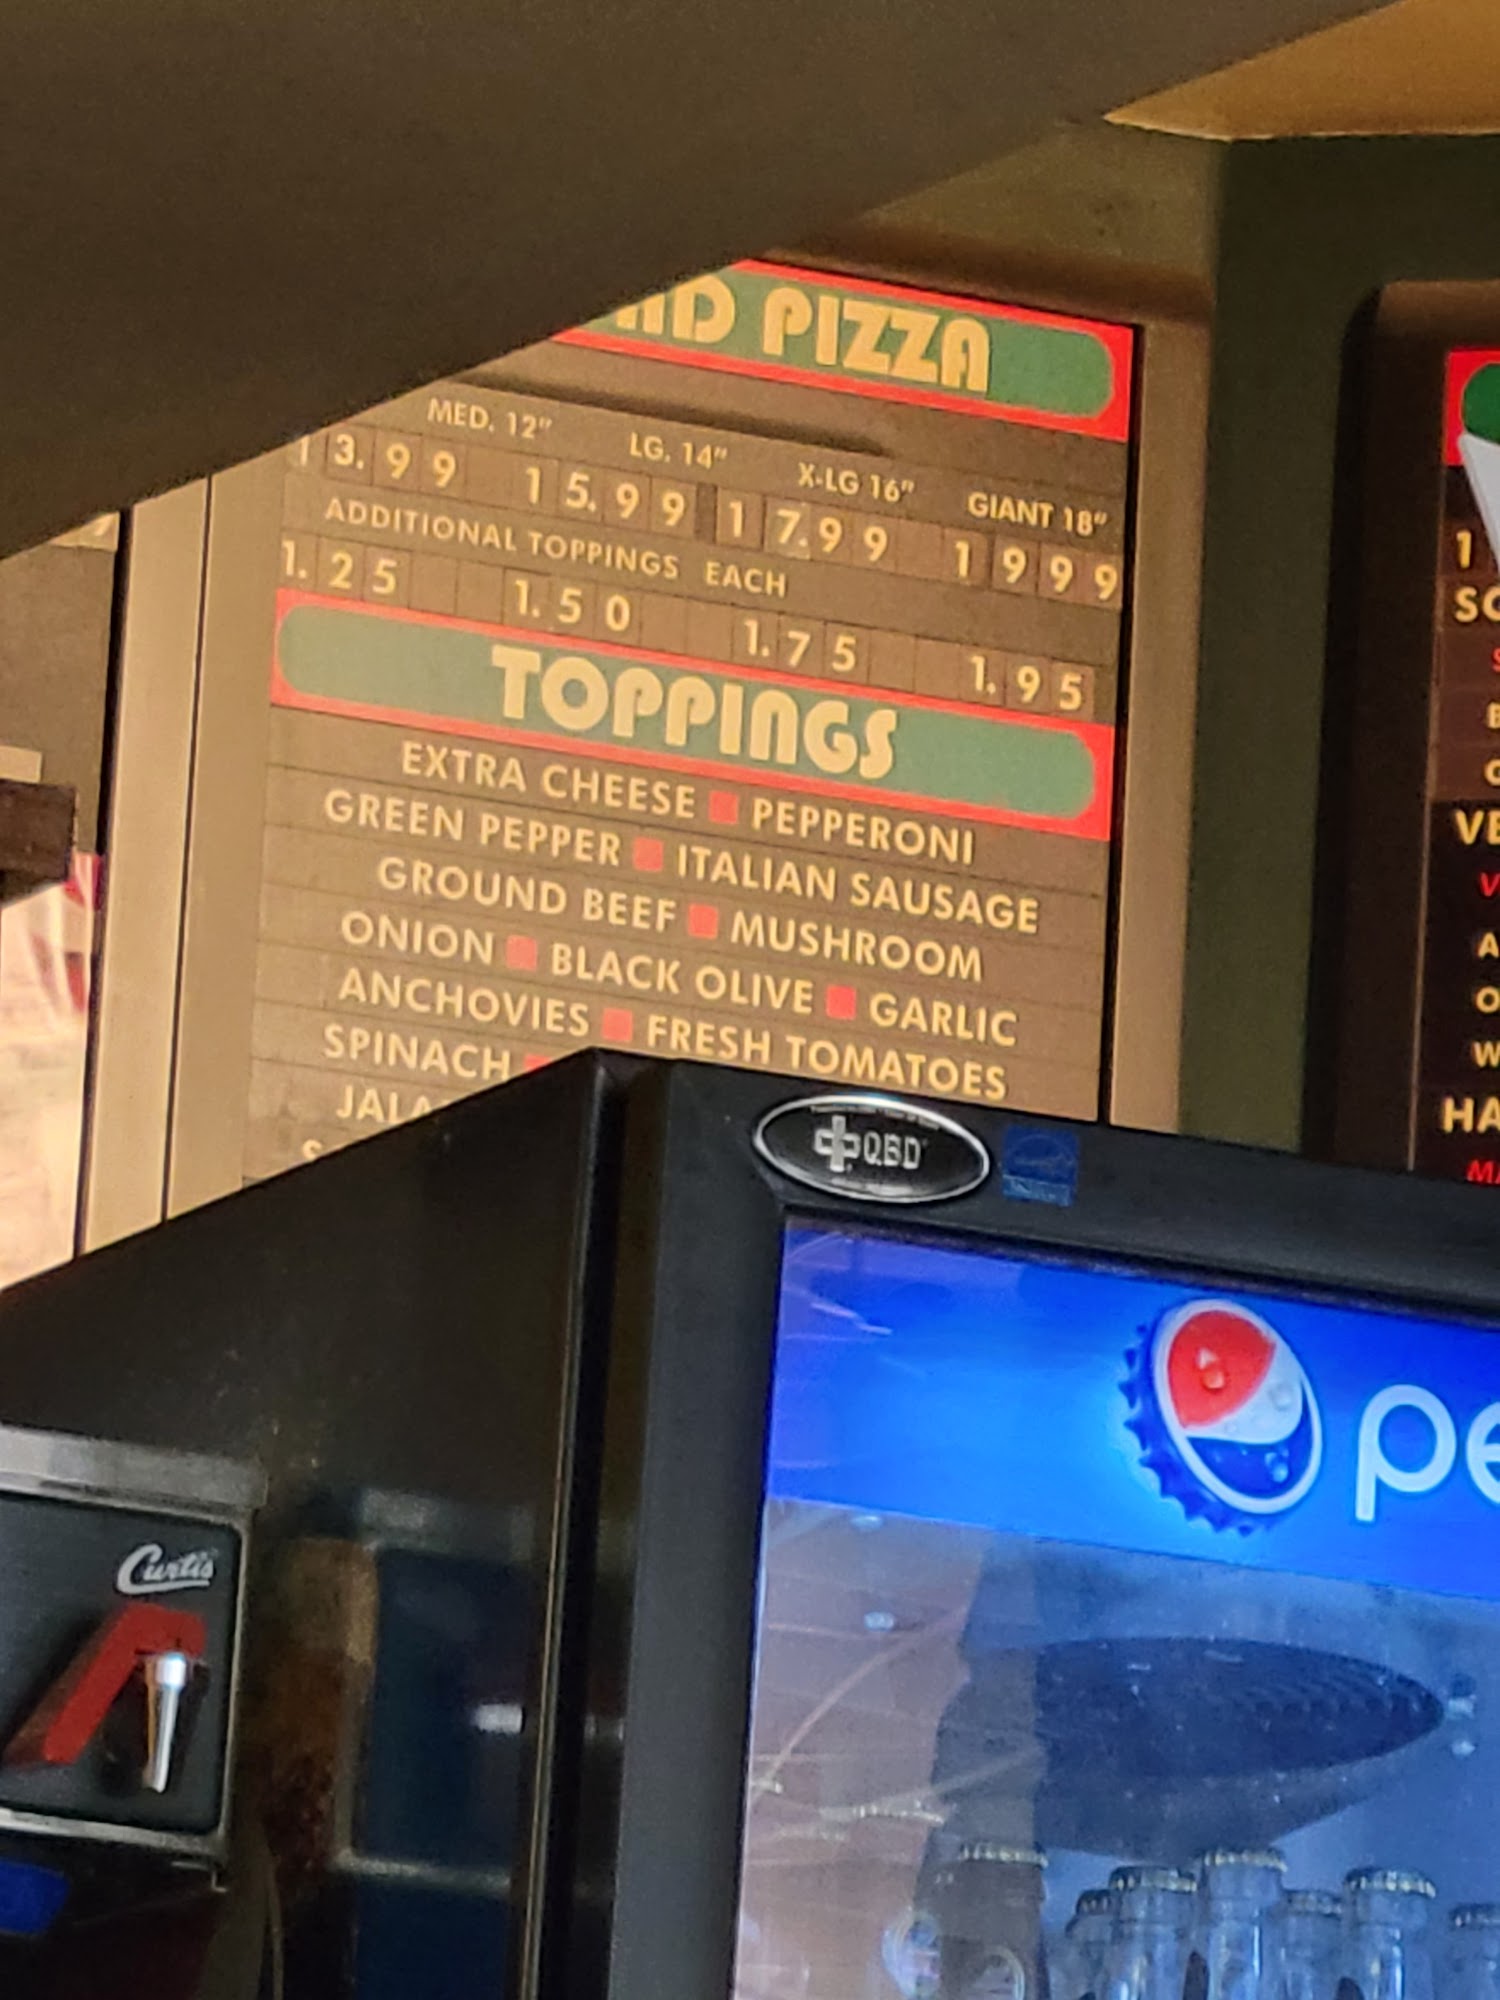 PIZZA
MED. 12" LG. 14" X-LG 16" GIANT 18"
13.99 15.99 17.99 1999
ADDITIONAL TOPPINGS EACH
1.25 1.50 1.75 1.95
TOPPINGS
EXTRA CHEESE PEPPERONI
GREEN PEPPER ITALIAN SAUSAGE
GROUND BEEF MUSHROOM
ONION BLACK OLIVE GARLIC
ANCHOVIES FRESH TOMATOES
SPINACH
QBD
pe
Curtis